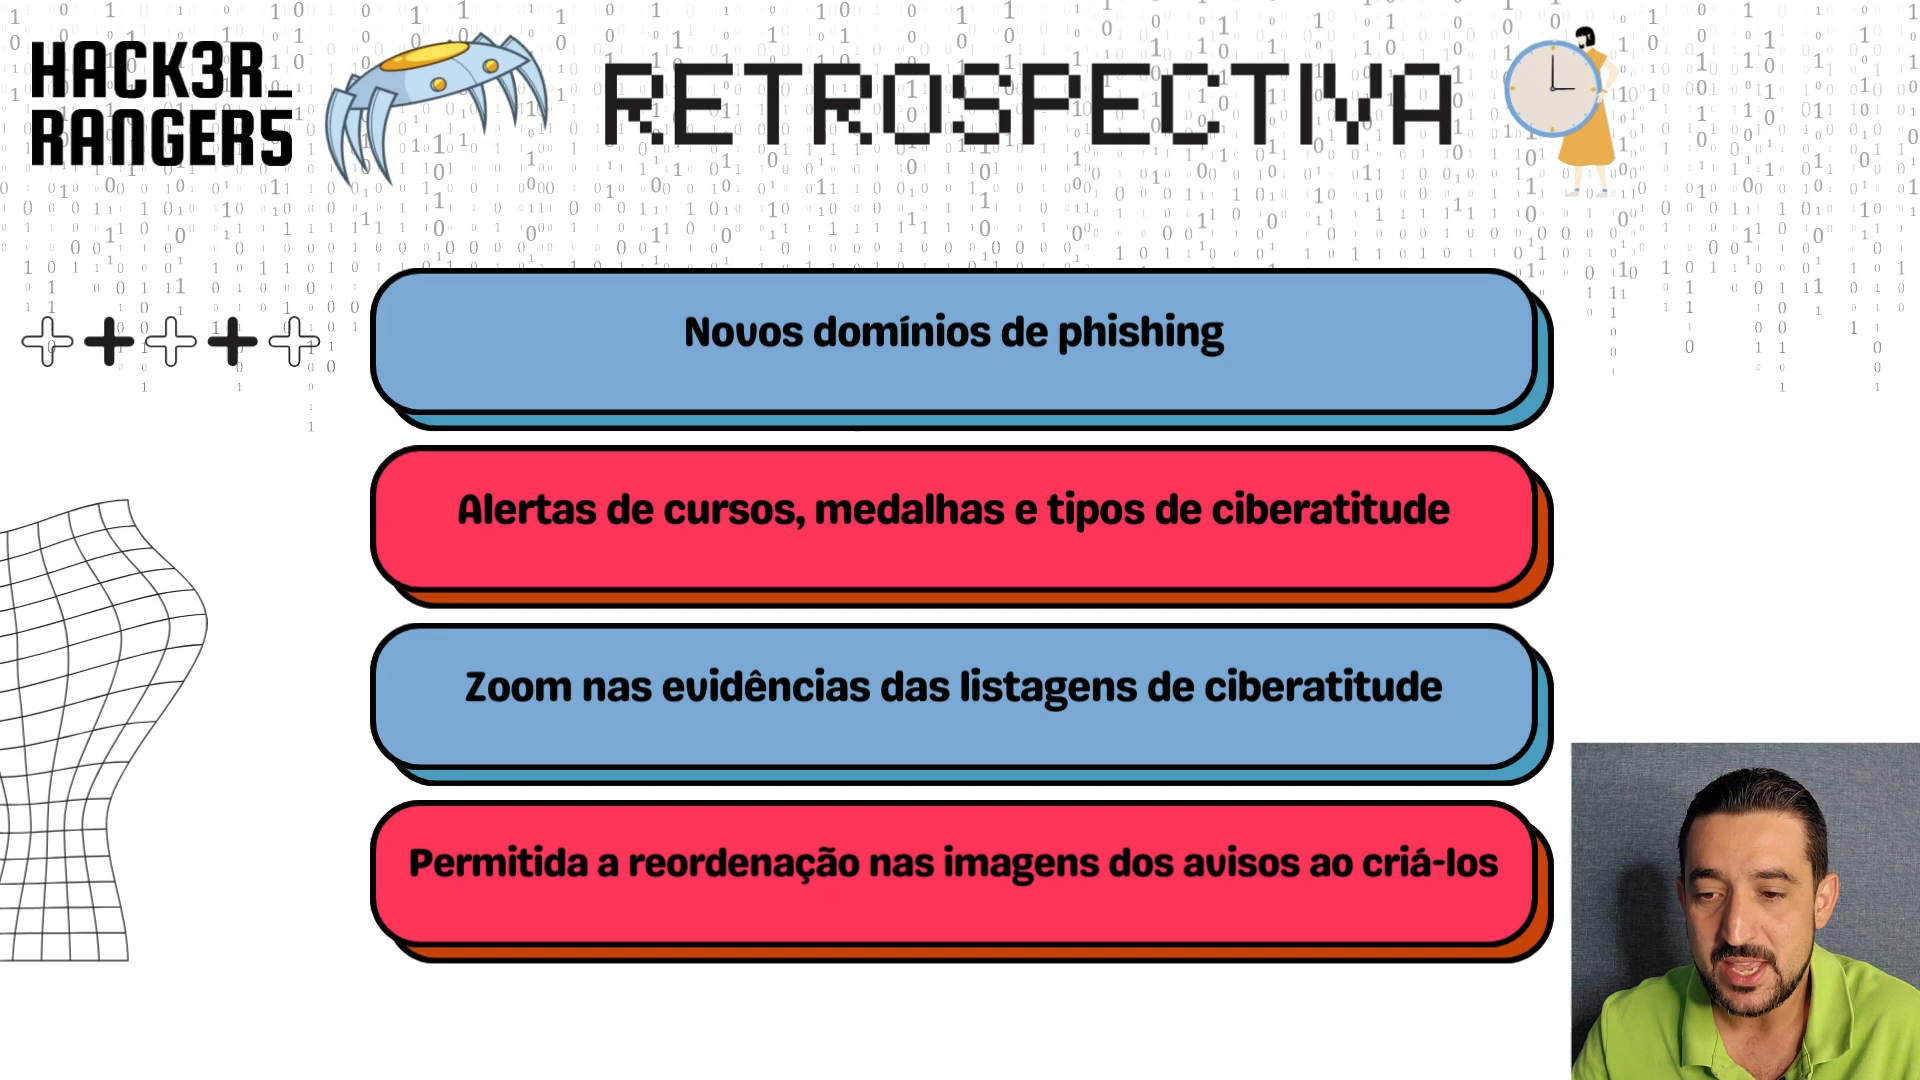 HACK3R_
RANGER5
RETROSPECTIVA
Novos domínios de phishing
Alertas de cursos, medalhas e tipos de ciberatitude
Zoom nas evidências das listagens de ciberatitude
Permitida a reordenação nas imagens dos avisos ao criá-los